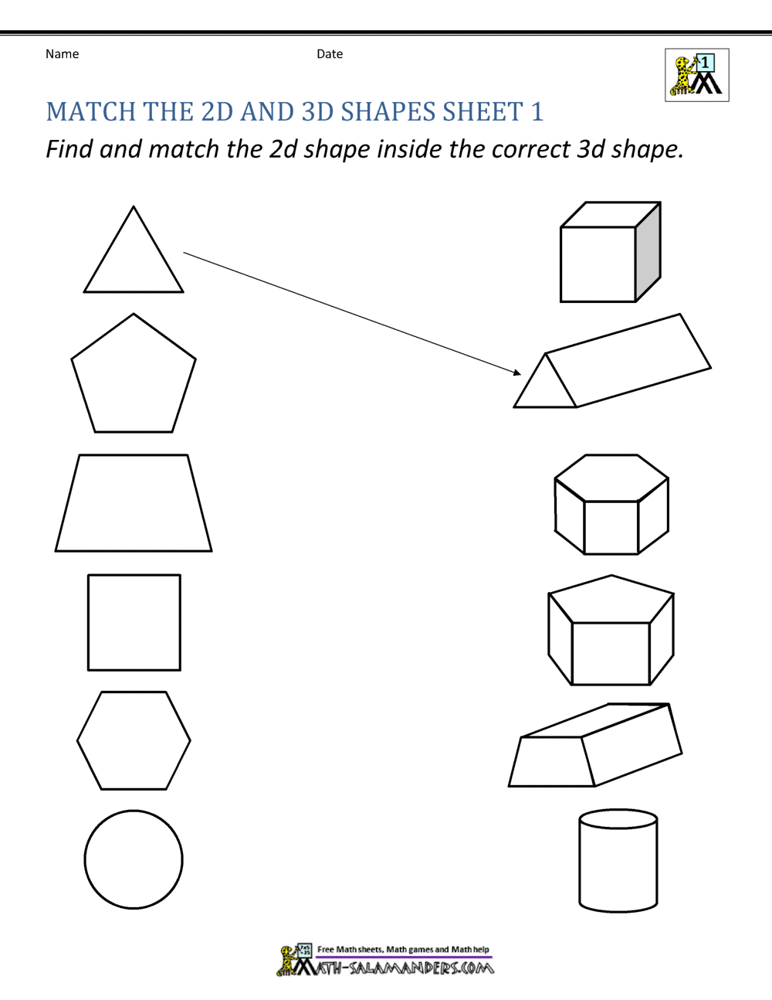 Name Date
1
MATCH THE 2D AND 3D SHAPES SHEET 1
Find and match the 2d shape inside the correct 3d shape.
Free Math sheets, Math games and Math help
MATH-SALAMANDERS.COM